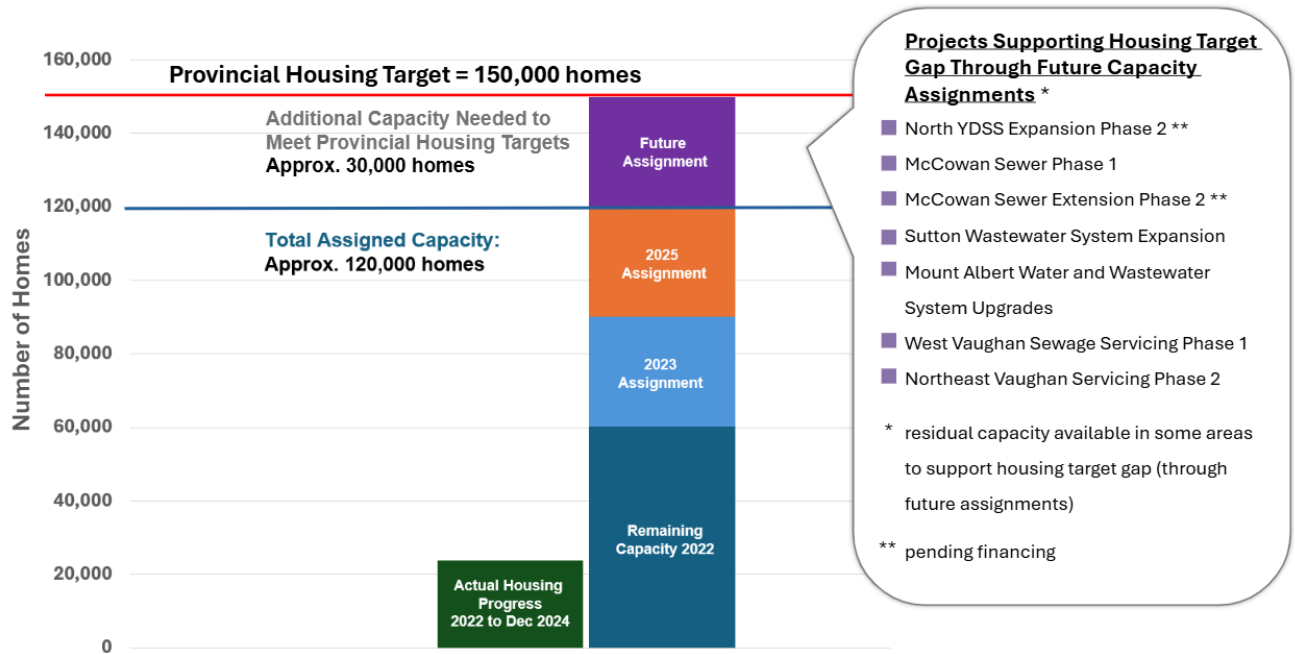 160,000
140,000
120,000
100,000
80,000
60,000
40,000
20,000
0
Number of Homes
Provincial Housing Target = 150,000 homes
Additional Capacity Needed to
Meet Provincial Housing Targets
Approx. 30,000 homes
Total Assigned Capacity:
Approx. 120,000 homes
Future
Assignment
2025
Assignment
2023
Assignment
Remaining
Capacity 2022
Actual Housing
Progress
2022 to Dec 2024
Projects Supporting Housing Target
Gap Through Future Capacity
Assignments *
North YDSS Expansion Phase 2 **
McCowan Sewer Phase 1
McCowan Sewer Extension Phase 2 **
Sutton Wastewater System Expansion
Mount Albert Water and Wastewater
System Upgrades
West Vaughan Sewage Servicing Phase 1
Northeast Vaughan Servicing Phase 2
* residual capacity available in some areas
to support housing target gap (through
future assignments)
** pending financing